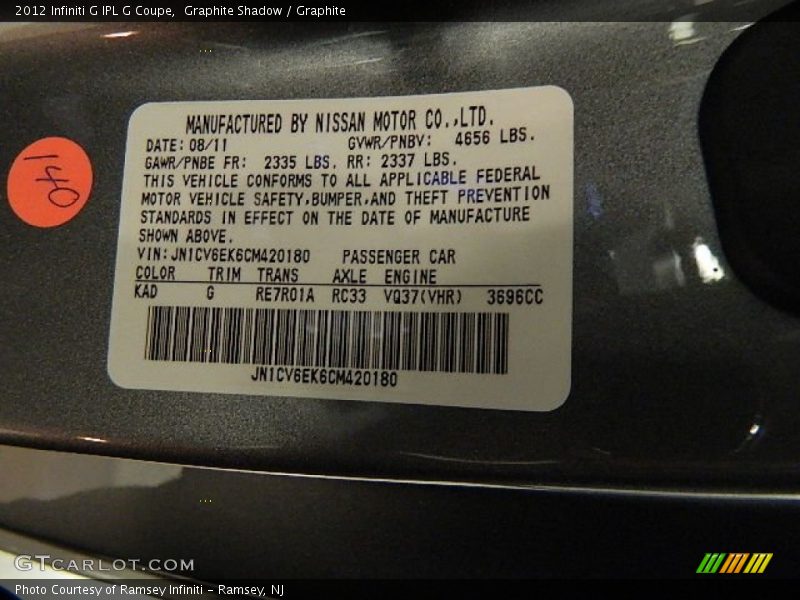 2012 Infiniti G IPL G Coupe,  Graphite Shadow / Graphite
MANUFACTURED BY NISSAN MOTOR CO.,LTD.
DATE:08/11 GVWR/PNBV: 4656 LBS.
GAWR/PNBE FR: 2335 LBS. RR: 2337 LBS.
THIS VEHICLE CONFORMS TO ALL APPLICABLE FEDERAL
MOTOR VEHICLE SAFETY,BUMPER,AND THEFT PREVENTION
STANDARDS IN EFFECT ON THE DATE OF MANUFACTURE
SHOWN ABOVE.
VIN:JN1CV6EK6CM420180 PASSENGER CAR
COLOR TRIM TRANS AXLE ENGINE
KAD G RE7R01A RC33 VQ37(VHR) 3696CC
JN1CV6EK6CM420180
140
GTCARLOT.COM
Photo Courtesy of Ramsey Infiniti - Ramsey, NJ